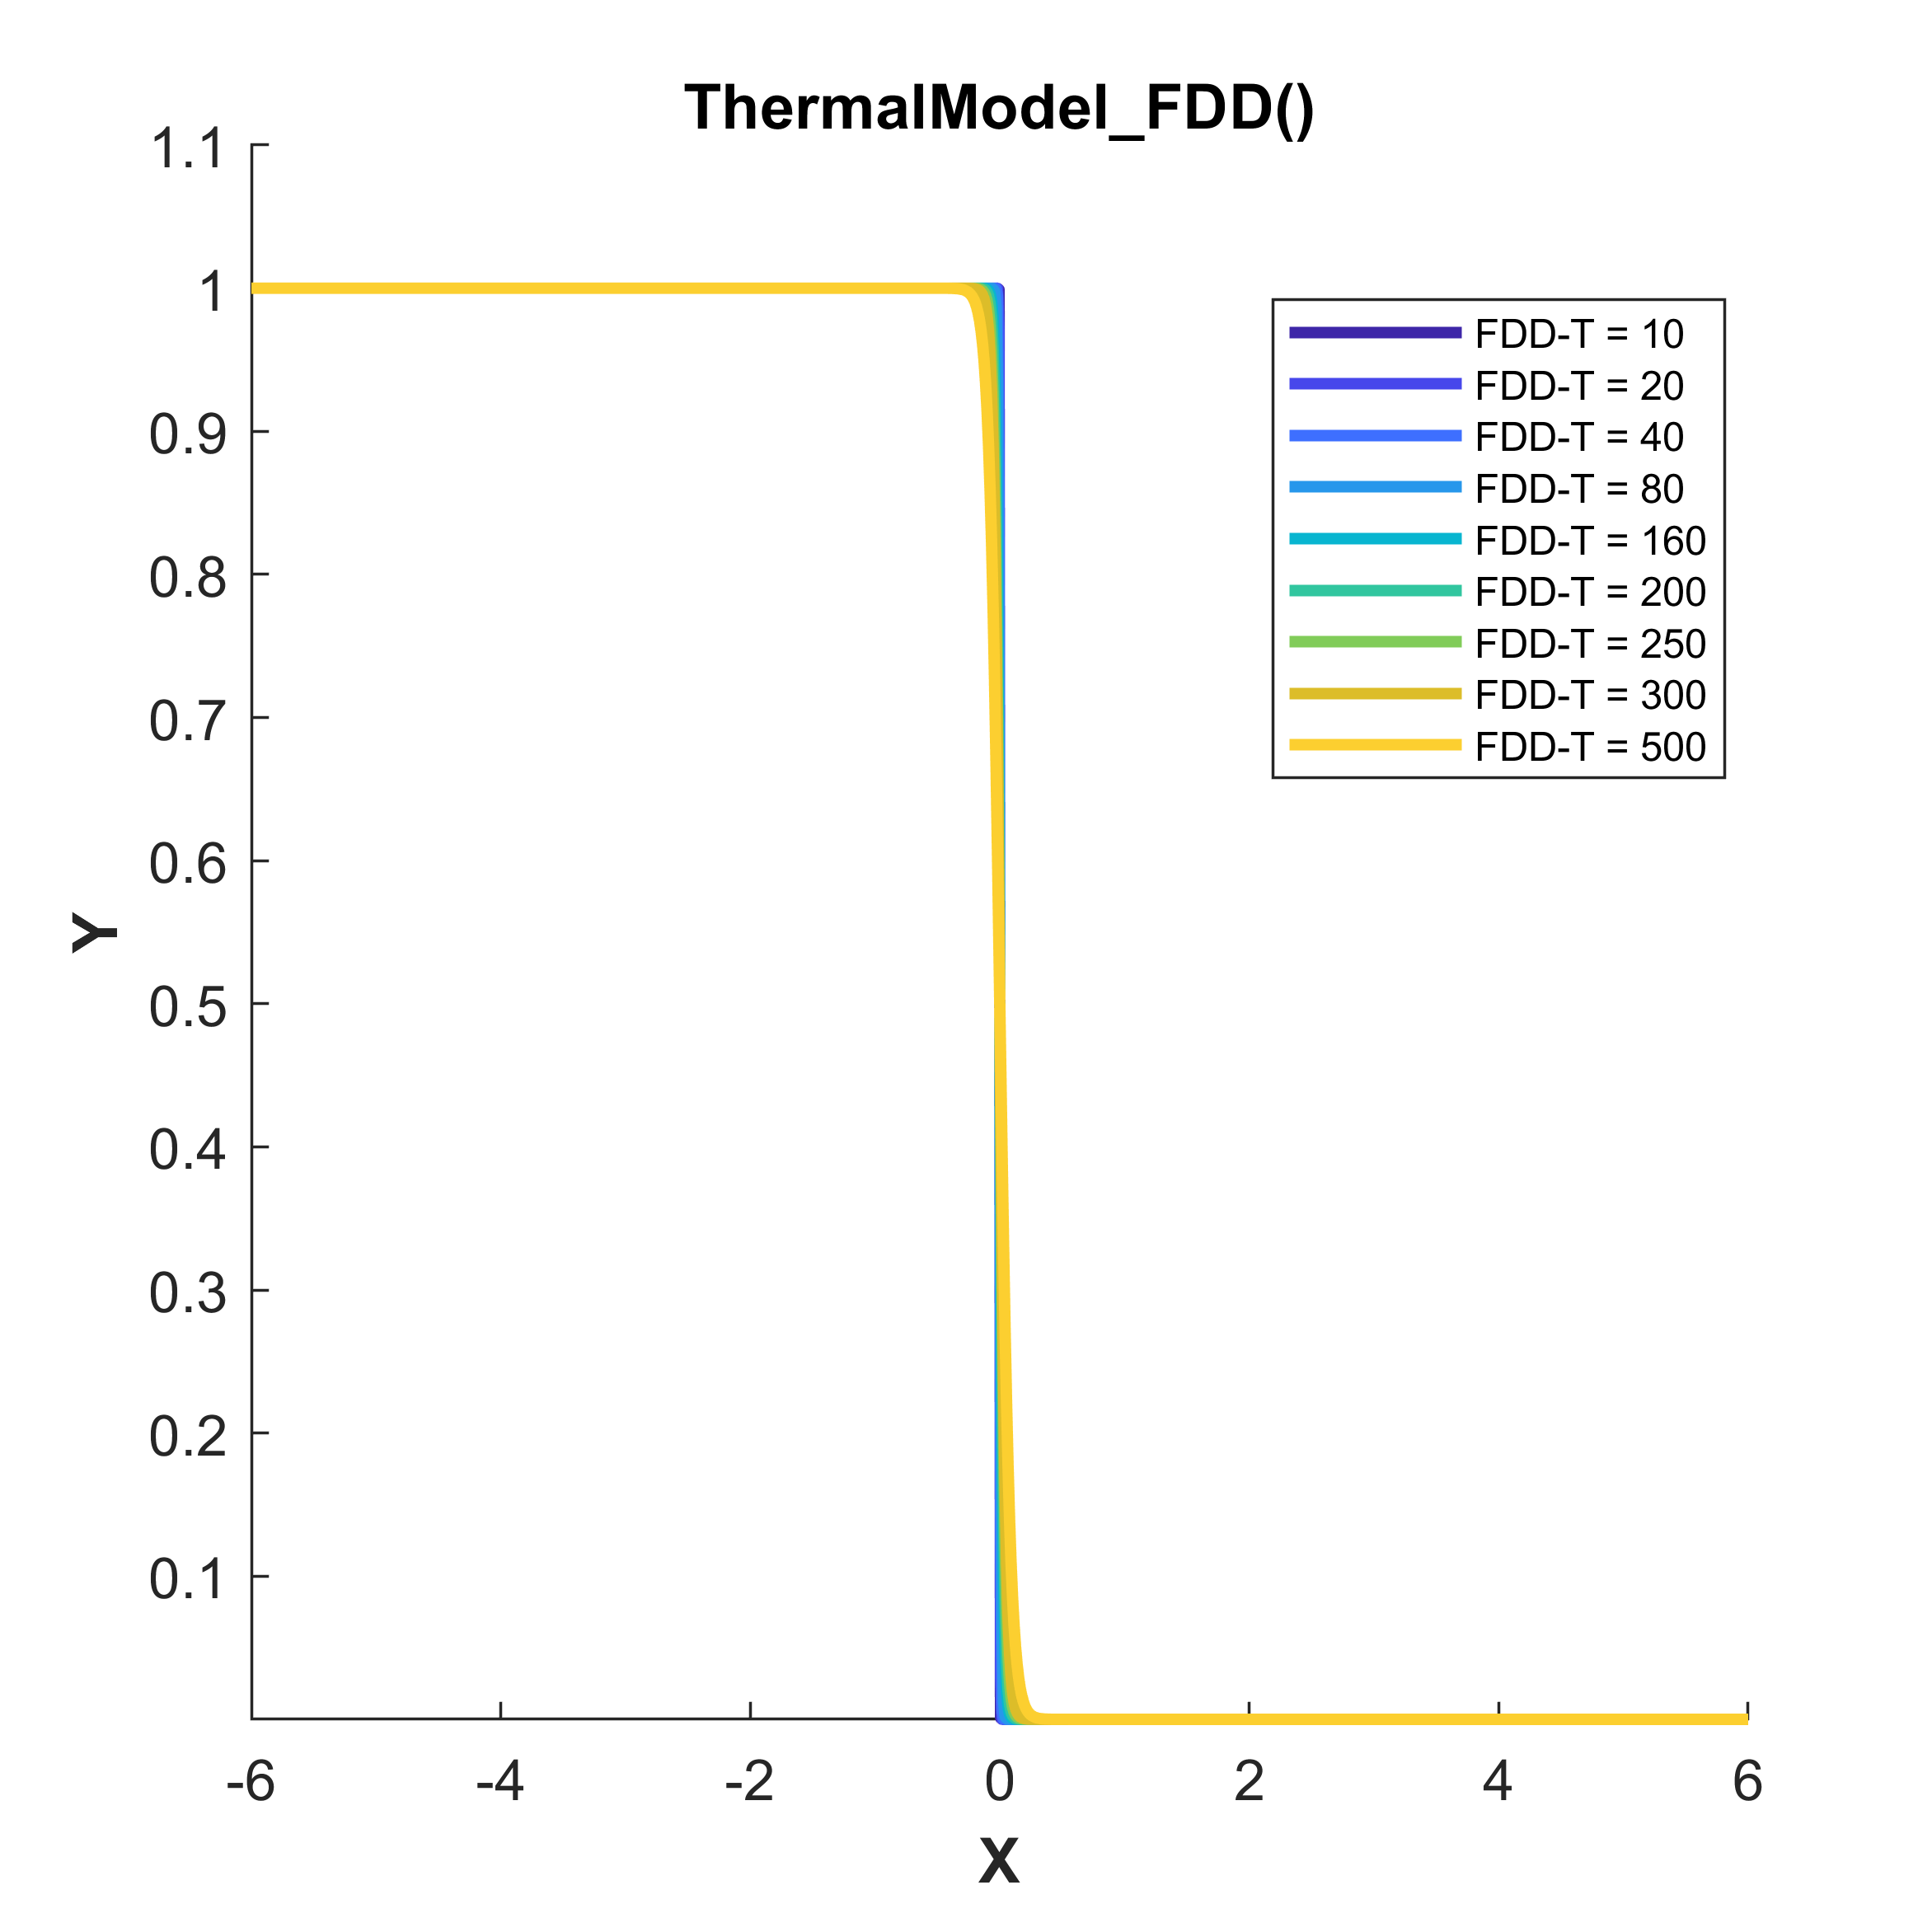 ThermalModel_FDD()
1.1
1
0.9
0.8
0.7
0.6
0.5
0.4
0.3
0.2
0.1
Y
FDD-T = 10
FDD-T = 20
FDD-T = 40
FDD-T = 80
FDD-T = 160
FDD-T = 200
FDD-T = 250
FDD-T = 300
FDD-T = 500
-6 -4 -2 0 2 4 6
X